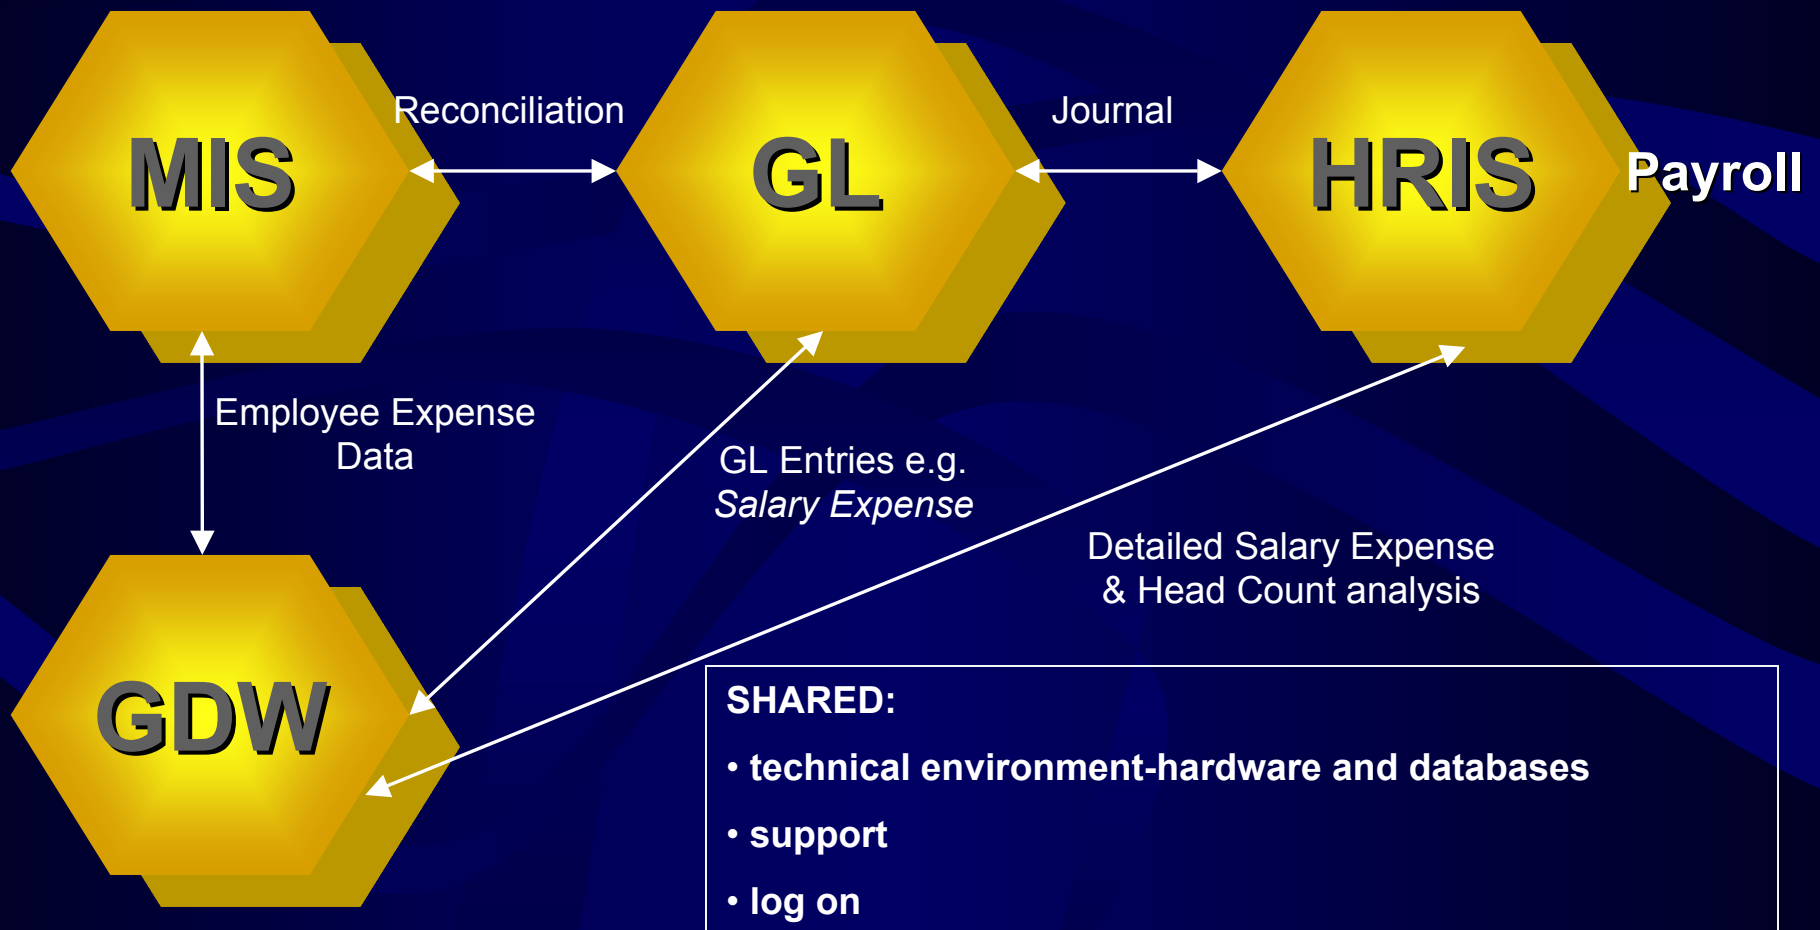 MIS
Reconciliation
GL
Journal
HRIS
Payroll
Employee Expense
Data
GL Entries e.g.
Salary Expense
Detailed Salary Expense
& Head Count analysis
GDW
SHARED:
• technical environment-hardware and databases
• support
• log on